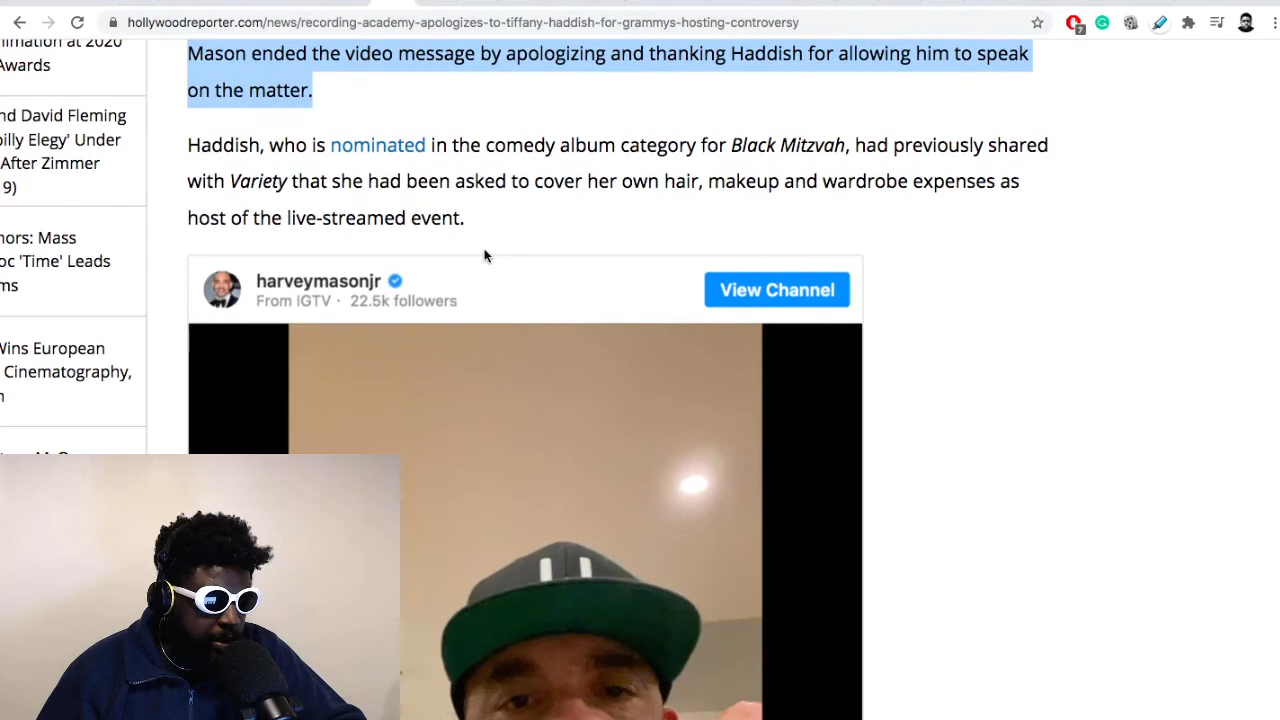 hollywoodreporter.com/news/recording-academy-apologizes-to-tiffany-haddish-for-grammys-hosting-controversy
7
nimation at 2020
Awards
nd David Fleming
billy Elegy' Under
After Zimmer
9)
nors: Mass
oc 'Time' Leads
ms
Wins European
Cinematography,
n
Mason ended the video message by apologizing and thanking Haddish for allowing him to speak
on the matter.
Haddish, who is nominated in the comedy album category for Black Mitzvah, had previously shared
with Variety that she had been asked to cover her own hair, makeup and wardrobe expenses as
host of the live-streamed event.
harveymasonjr
From IGTV · 22.5k followers
View Channel